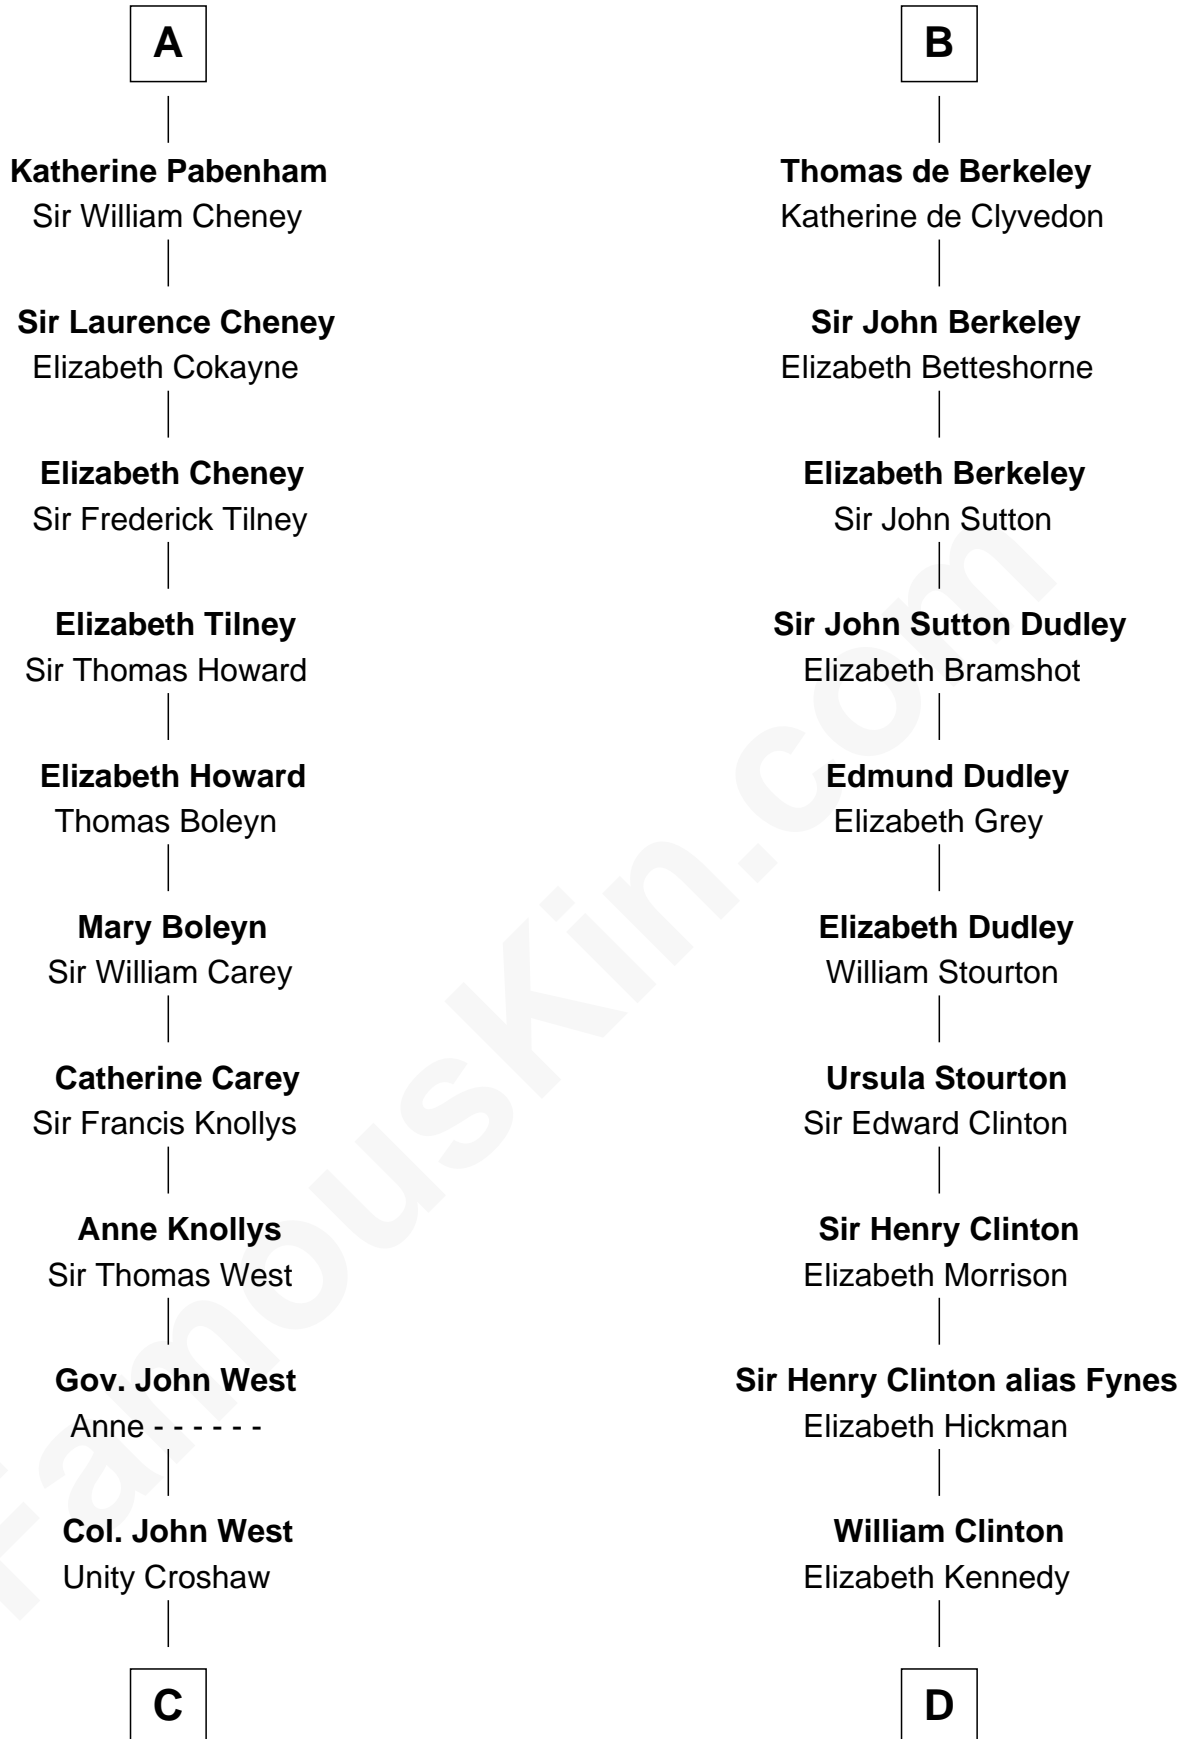 A
Katherine Pabenham
Sir William Cheney
Sir Laurence Cheney
Elizabeth Cokayne
Elizabeth Cheney
Sir Frederick Tilney
Elizabeth Tilney
Sir Thomas Howard
Elizabeth Howard
Thomas Boleyn
Mary Boleyn
Sir William Carey
Catherine Carey
Sir Francis Knollys
Anne Knollys
Sir Thomas West
Gov. John West
Anne - - - - - -
Col. John West
Unity Croshaw
C
B
Thomas de Berkeley
Katherine de Clyvedon
Sir John Berkeley
Elizabeth Betteshorne
Elizabeth Berkeley
Sir John Sutton
Sir John Sutton Dudley
Elizabeth Bramshot
Edmund Dudley
Elizabeth Grey
Elizabeth Dudley
William Stourton
Ursula Stourton
Sir Edward Clinton
Sir Henry Clinton
Elizabeth Morrison
Sir Henry Clinton alias Fynes
Elizabeth Hickman
William Clinton
Elizabeth Kennedy
D
FamousKin.com